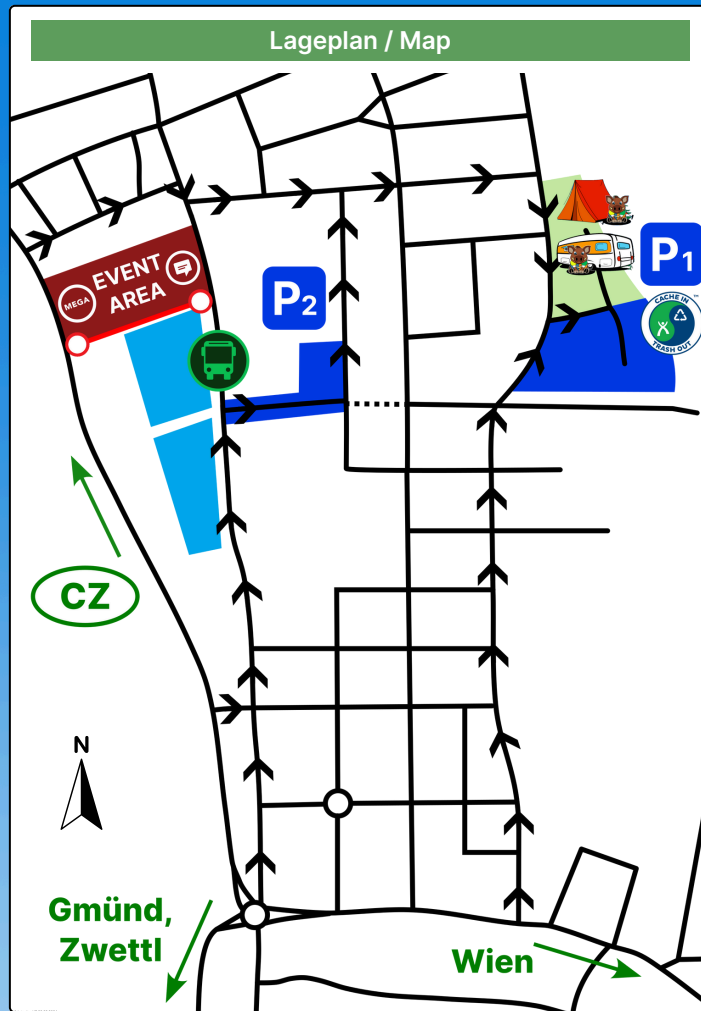 Lageplan / Map
EVENT
AREA
MEGA
P2
P1
CACHE IN
TRASH OUT
CZ
N
Gmünd,
Zwettl
Wien